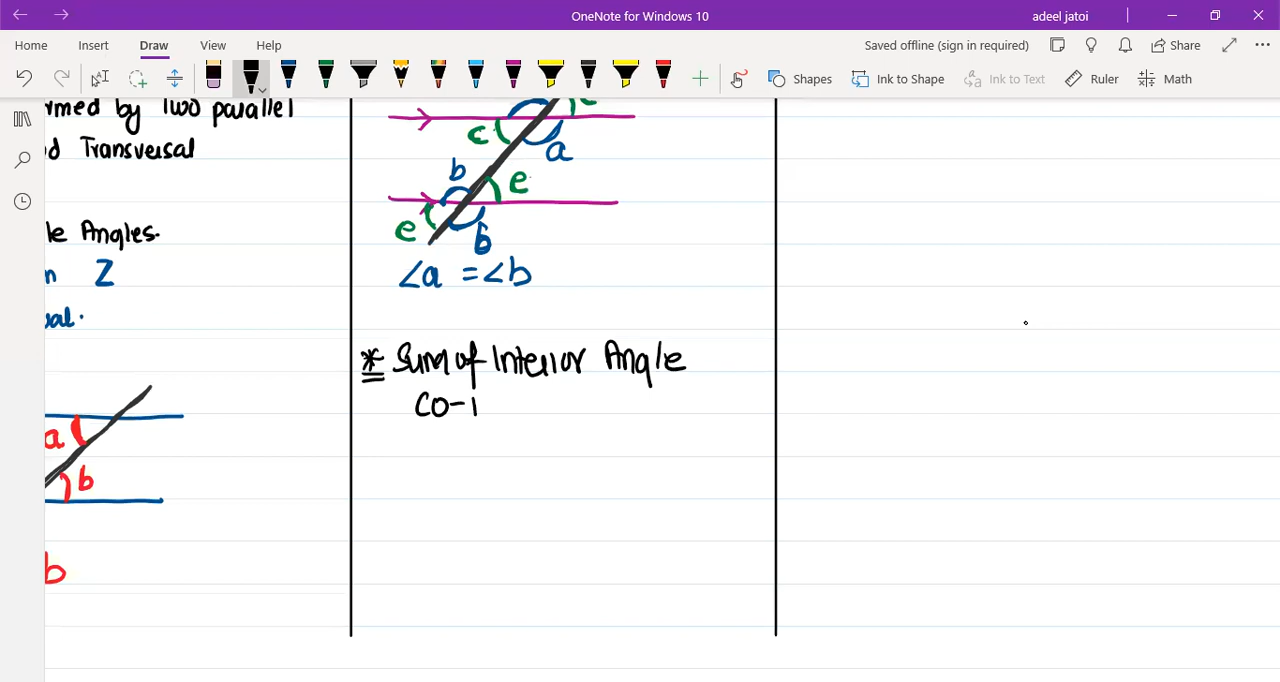 OneNote for Windows 10
adeel jatoi
Home Insert Draw View Help
Saved offline (sign in required) Share
Shapes Ink to Shape Ink to Text Ruler Math
rmed by Two parallel
d Transversal
le Angles.
n Z
al.
a
b
b
c
a
b
e
e
b
∠a = ∠b
* Sum of Interior Angle
CO-I